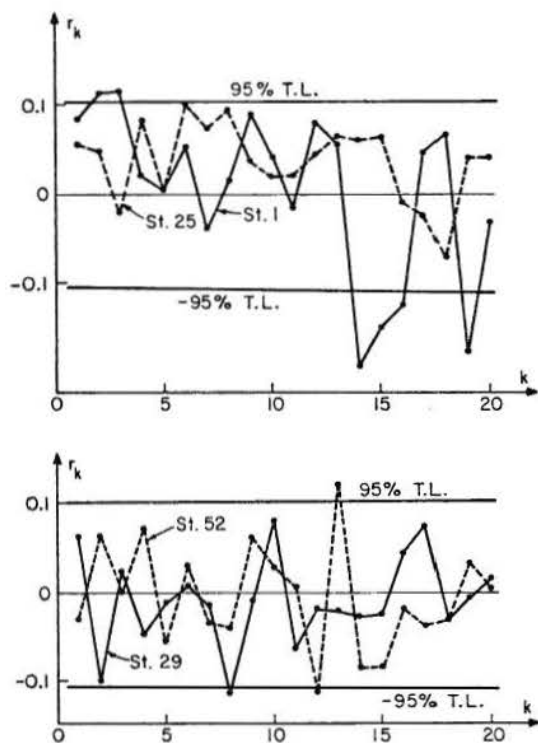 r_k
95% T.L.
0.1
0
St. 25
St. 1
-0.1
-95% T.L.
k
0 5 10 15 20
r_k
95% T.L.
0.1
St. 52
0
St. 29
-0.1
-95% T.L.
k
0 5 10 15 20